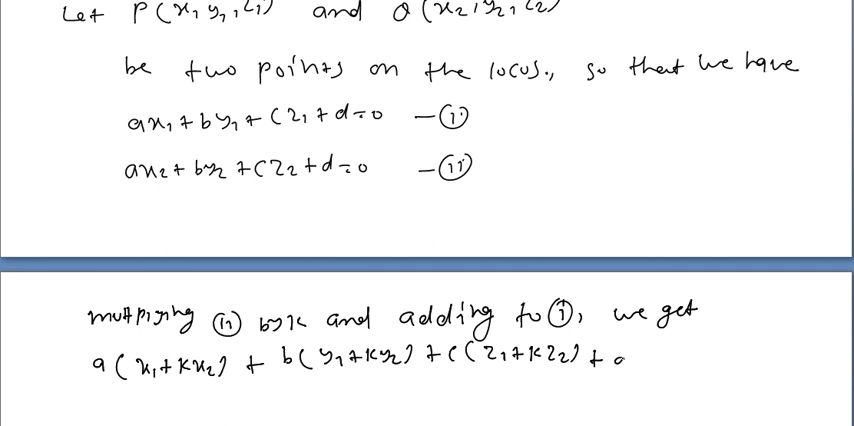 Let P(x₁ y₁, z₁) and Q(x₂, y₂, z₂)
be two points on the locus., so that we have
ax₁ + by₁ + cz₁ + d = 0 — (i)
ax₂ + by₂ + cz₂ + d = 0 — (ii)
multiplying (ii) by k and adding to (i), we get
a(x₁ + kx₂) + b(y₁ + ky₂) + c(z₁ + kz₂) +